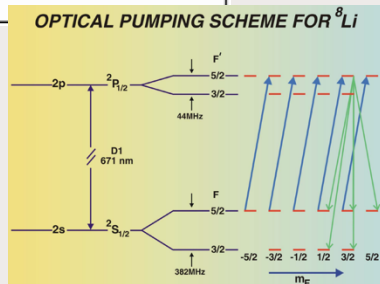 OPTICAL PUMPING SCHEME FOR ⁸Li
F'
2p ²P₁/₂ 5/2
3/2
44MHz
D1
671 nm
F
5/2
2s ²S₁/₂
3/2
382MHz
-5/2 -3/2 -1/2 1/2 3/2 5/2
m_F